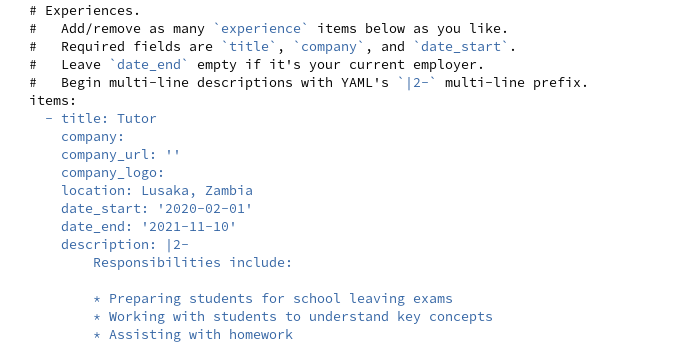 # Experiences.
#   Add/remove as many `experience` items below as you like.
#   Required fields are `title`, `company`, and `date_start`.
#   Leave `date_end` empty if it's your current employer.
#   Begin multi-line descriptions with YAML's `|2-` multi-line prefix.
items:
  - title: Tutor
    company:
    company_url: ''
    company_logo:
    location: Lusaka, Zambia
    date_start: '2020-02-01'
    date_end: '2021-11-10'
    description: |2-
        Responsibilities include:

        * Preparing students for school leaving exams
        * Working with students to understand key concepts
        * Assisting with homework